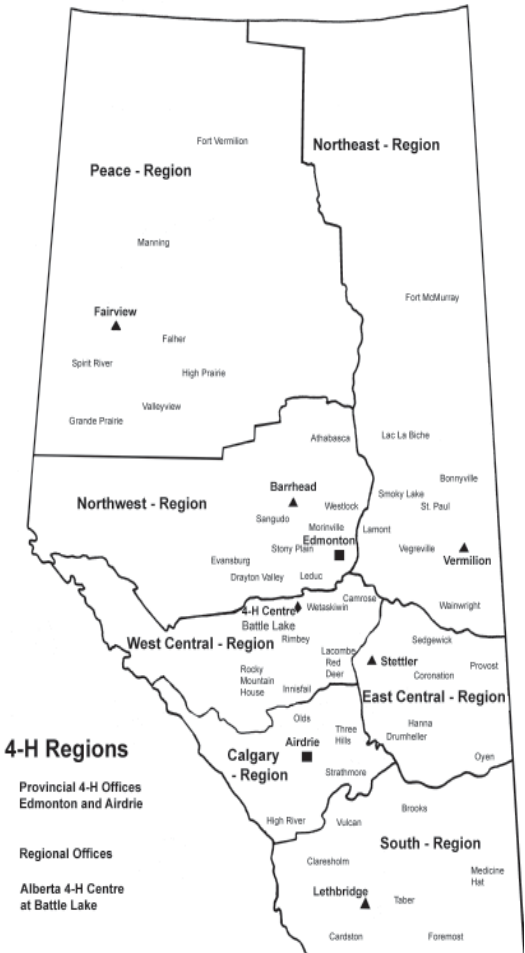 Fort Vermilion
Northeast - Region
Peace - Region
Manning
Fort McMurray
Fairview
Falher
Spirit River
High Prairie
Valleyview
Grande Prairie
Athabasca
Lac La Biche
Bonnyville
Barrhead
Smoky Lake
Northwest - Region
Westlock
St. Paul
Sangudo
Morinville
Lamont
Edmonton
Stony Plain
Vegreville
Evansburg
Vermilion
Drayton Valley
Leduc
Camrose
4-H Centre
Wetaskiwin
Wainwright
Battle Lake
West Central - Region
Rimbey
Sedgewick
Lacombe
Red
Deer
Stettler
Provost
Rocky
Mountain
House
Coronation
Innisfail
East Central - Region
Olds
Hanna
Three
Hills
Drumheller
Airdrie
4-H Regions
Calgary
- Region
Oyen
Strathmore
Provincial 4-H Offices
Edmonton and Airdrie
Brooks
High River
Vulcan
South - Region
Regional Offices
Claresholm
Medicine
Hat
Alberta 4-H Centre
at Battle Lake
Lethbridge
Taber
Cardston
Foremost